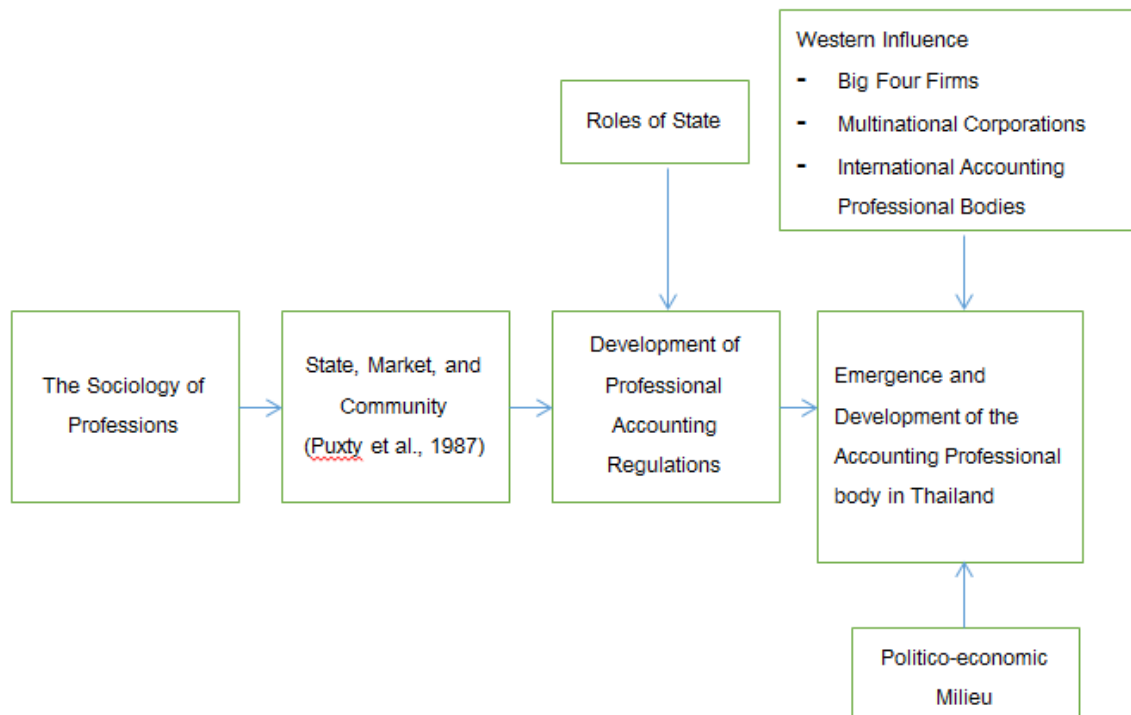 Western Influence
- Big Four Firms
- Multinational Corporations
- International Accounting
Professional Bodies
Roles of State
The Sociology of
Professions
State, Market, and
Community
(Puxty et al., 1987)
Development of
Professional
Accounting
Regulations
Emergence and
Development of the
Accounting Professional
body in Thailand
Politico-economic
Milieu